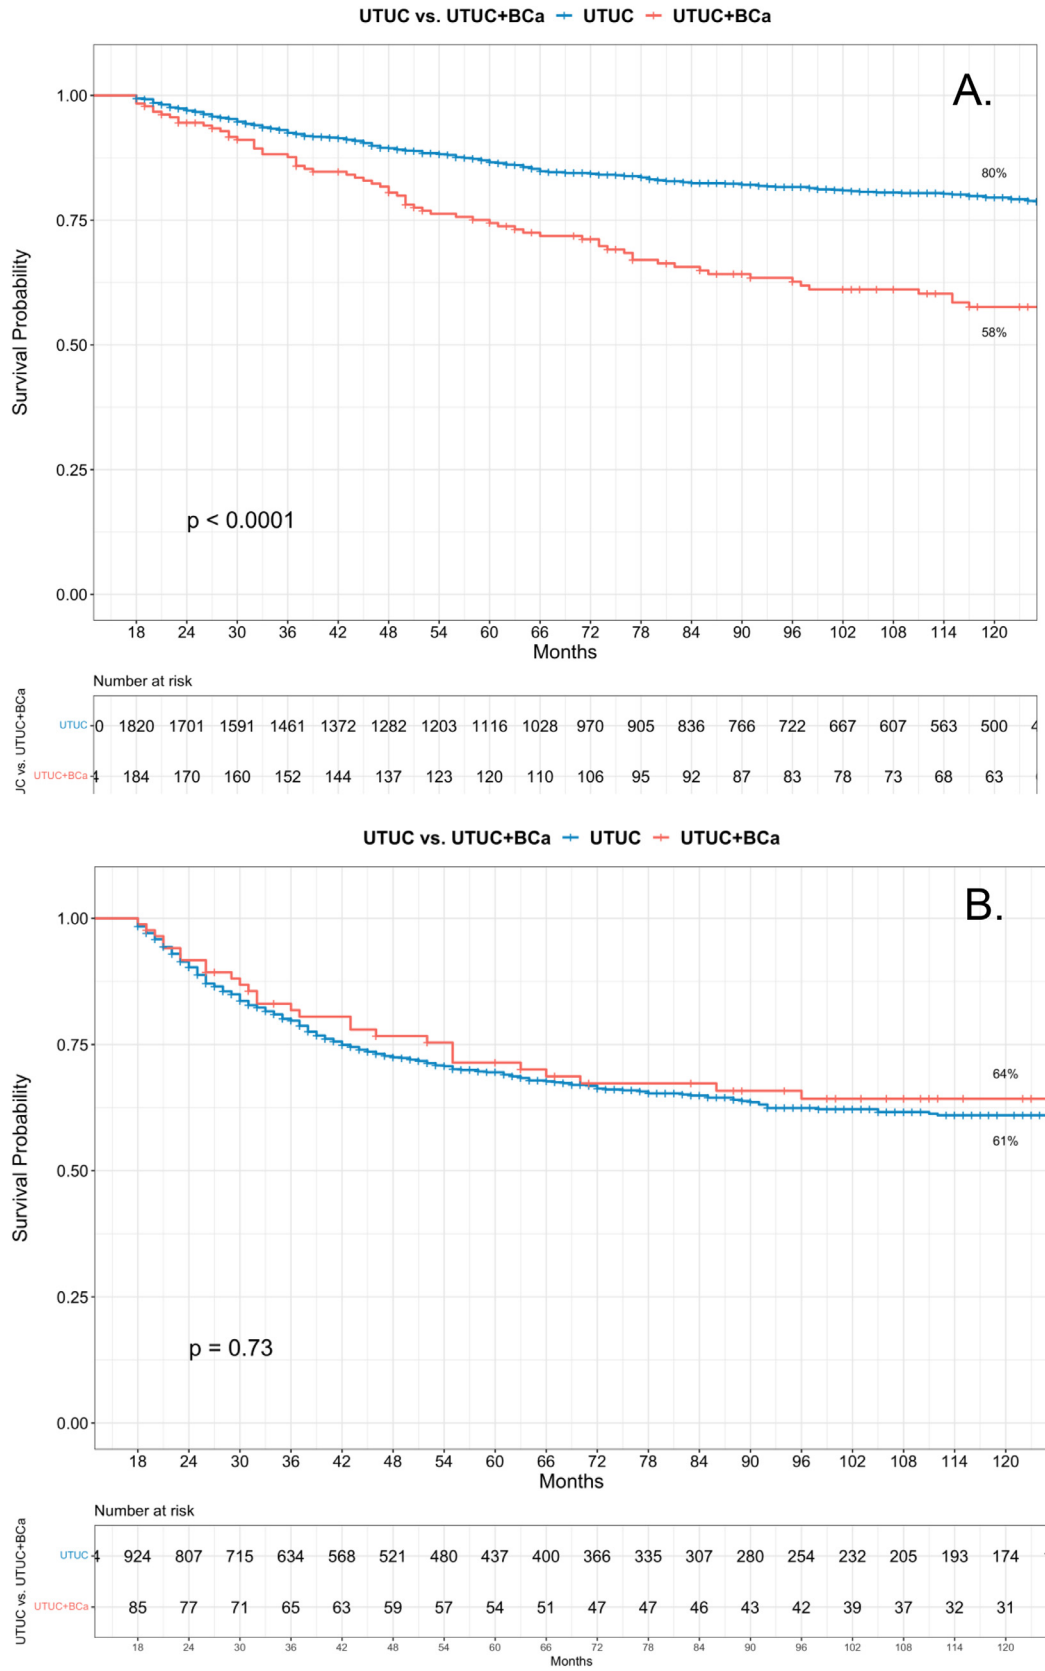 UTUC vs. UTUC+BCa UTUC UTUC+BCa
A.
1.00
80%
0.75
58%
0.50
0.25
p < 0.0001
0.00
Survival Probability
18 24 30 36 42 48 54 60 66 72 78 84 90 96 102 108 114 120
Months
Number at risk
JC vs. UTUC+BCa
UTUC 0 1820 1701 1591 1461 1372 1282 1203 1116 1028 970 905 836 766 722 667 607 563 500 4
UTUC+BCa 4 184 170 160 152 144 137 123 120 110 106 95 92 87 83 78 73 68 63
UTUC vs. UTUC+BCa UTUC UTUC+BCa
B.
1.00
0.75
64%
61%
0.50
0.25
p = 0.73
0.00
Survival Probability
18 24 30 36 42 48 54 60 66 72 78 84 90 96 102 108 114 120
Months
Number at risk
UTUC vs. UTUC+BCa
UTUC 4 924 807 715 634 568 521 480 437 400 366 335 307 280 254 232 205 193 174
UTUC+BCa 85 77 71 65 63 59 57 54 51 47 47 46 43 42 39 37 32 31
18 24 30 36 42 48 54 60 66 72 78 84 90 96 102 108 114 120
Months